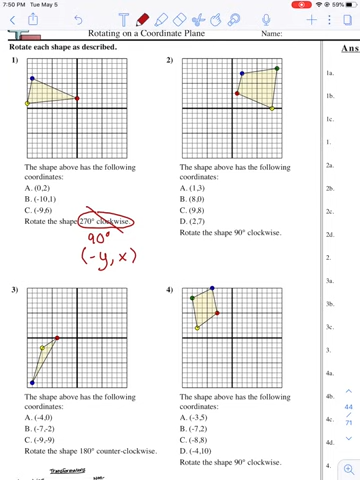 7:50 PM Tue May 5
59%
Rotating on a Coordinate Plane
Name:
Rotate each shape as described.
Ans
1)
2)
The shape above has the following
coordinates:
A. (0,2)
B. (-10,1)
C. (-9,6)
Rotate the shape 270° clockwise.
90°
(-y, x)
The shape above has the following
coordinates:
A. (1,3)
B. (8,0)
C. (9,8)
D. (2,7)
Rotate the shape 90° clockwise.
3)
4)
The shape above has the following
coordinates:
A. (-4,0)
B. (-7,-2)
C. (-9,-9)
Rotate the shape 180° counter-clockwise.
The shape above has the following
coordinates:
A. (-3,5)
B. (-7,2)
C. (-8,8)
D. (-4,10)
Rotate the shape 90° clockwise.
1a.
1b.
1c.
1.
2a.
2b.
2c.
2d.
2.
3a.
3b.
3c.
3.
4a.
4b.
4c.
4d.
4.
44
71